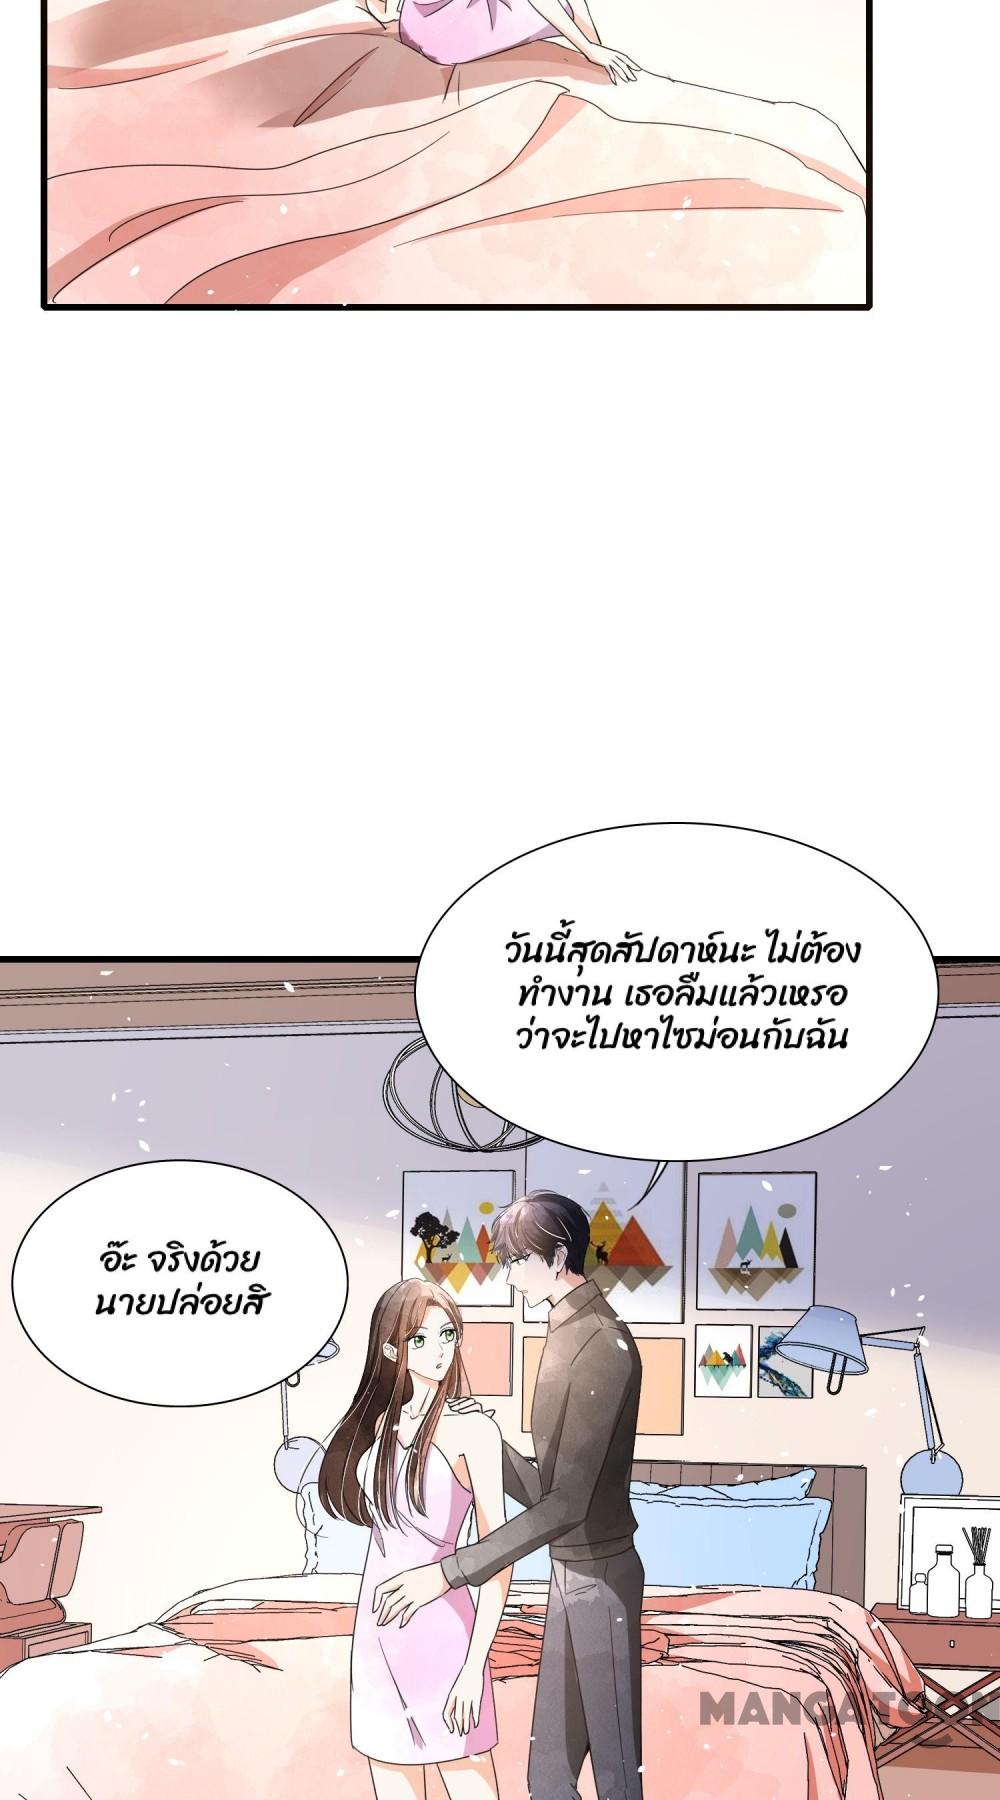 วันนี้สุดสัปดาห์นะ ไม่ต้อง
ทำงาน เธอลืมแล้วเหรอ
ว่าจะไปหาไซม่อนกับฉัน
อ๊ะ จริงด้วย
นายปล่อยสิ
MANGATOON